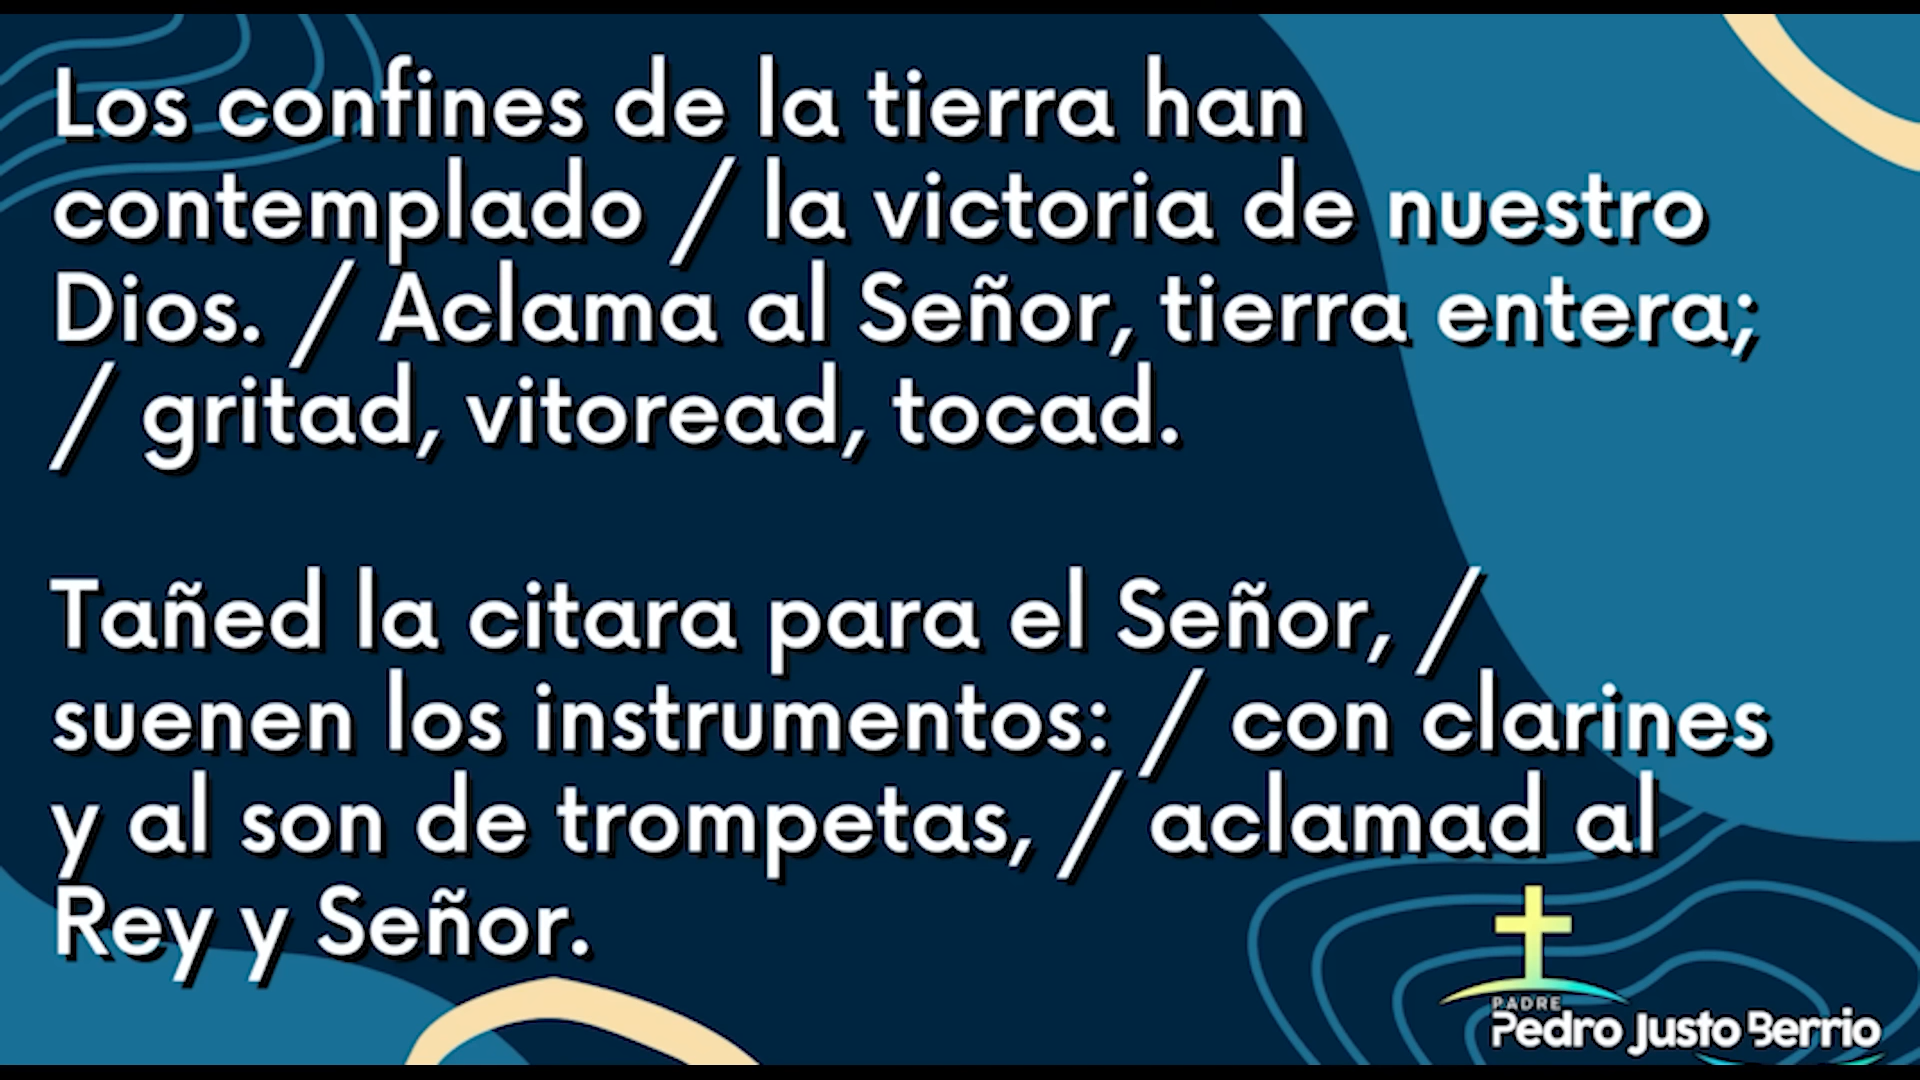 Los confines de la tierra han
contemplado / la victoria de nuestro
Dios. / Aclama al Señor, tierra entera;
/ gritad, vitoread, tocad.
Tañed la citara para el Señor, /
suenen los instrumentos: / con clarines
y al son de trompetas, / aclamad al
Rey y Señor.
PADRE
Pedro Justo Berrio